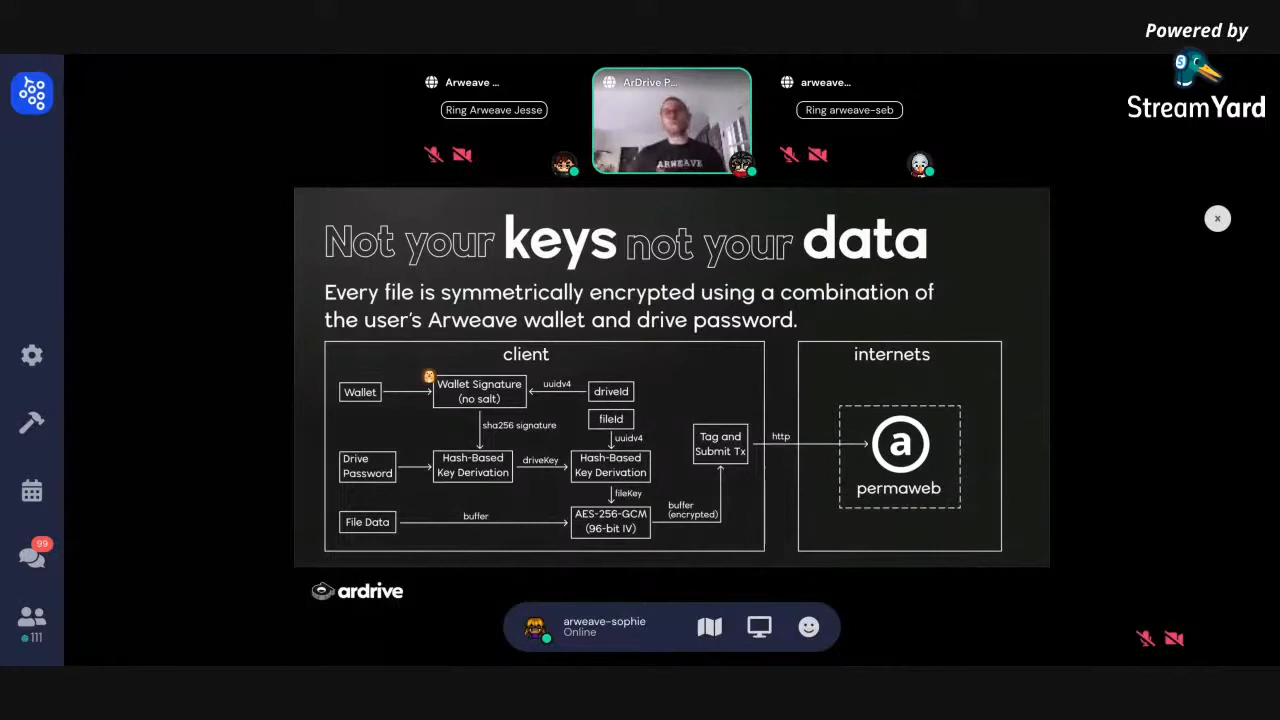 Powered by
StreamYard
Arweave ...
Ring Arweave Jesse
ArDrive P...
ARWEAVE
arweave...
Ring arweave-seb
Not your keys not your data
Every file is symmetrically encrypted using a combination of
the user's Arweave wallet and drive password.
client
internets
Wallet
Wallet Signature
(no salt)
uuidv4
driveId
fileId
sha256 signature
uuidv4
Drive
Password
Hash-Based
Key Derivation
driveKey
Hash-Based
Key Derivation
Tag and
Submit Tx
http
a
permaweb
fileKey
File Data
buffer
AES-256-GCM
(96-bit IV)
buffer
(encrypted)
ardrive
99
111
arweave-sophie
Online